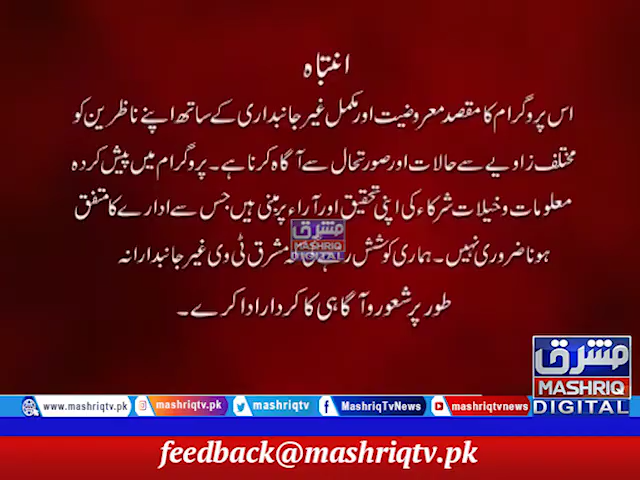 انتباہ
اس پروگرام کا مقصد معروضیت اور مکمل غیر جانبداری کے ساتھ اپنے ناظرین کو
مختلف زاویے سے حالات اور صورتحال سے آگاہ کرنا ہے۔ پروگرام میں پیش کردہ
معلومات و خیلات شرکاء کی اپنی تحقیق اور آراء پر مبنی ہیں جس سے ادارے کا متفق
ہونا ضروری نہیں۔ ہماری کوشش رہے گی کہ مشرق ٹی وی غیر جانبدارانہ
طور پر شعور و آگاہی کا کردار ادا کرے۔
مشرق
MASHRIQ
DIGITAL
مشرق
MASHRIQ
DIGITAL
www.mashriqtv.pk mashriqtv.pk mashriqtv MashriqTvNews mashriqtvnews
feedback@mashriqtv.pk